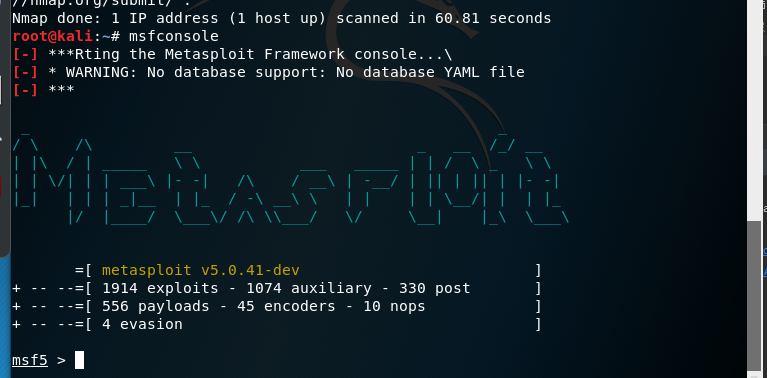 //nmap.org/submit/ .
Nmap done: 1 IP address (1 host up) scanned in 60.81 seconds
root@kali:~# msfconsole
[-] ***Rting the Metasploit Framework console...\
[-] * WARNING: No database support: No database YAML file
[-] ***
METASPLOIT
=[ metasploit v5.0.41-dev ]
+ -- --=[ 1914 exploits - 1074 auxiliary - 330 post ]
+ -- --=[ 556 payloads - 45 encoders - 10 nops ]
+ -- --=[ 4 evasion ]
msf5 >